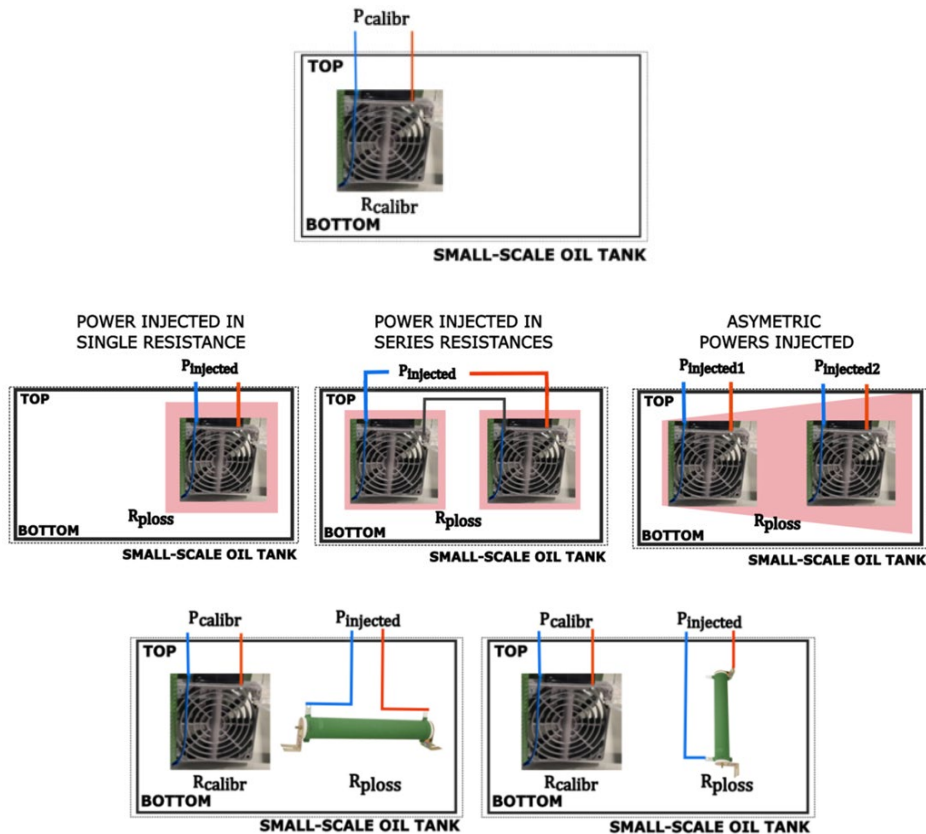 Pcalibr
TOP
Rcalibr
BOTTOM
SMALL-SCALE OIL TANK
POWER INJECTED IN
SINGLE RESISTANCE
Pinjected
TOP
Rploss
BOTTOM
SMALL-SCALE OIL TANK
POWER INJECTED IN
SERIES RESISTANCES
Pinjected
TOP
Rploss
BOTTOM
SMALL-SCALE OIL TANK
ASYMETRIC
POWERS INJECTED
Pinjected1 Pinjected2
TOP
Rploss
BOTTOM
SMALL-SCALE OIL TANK
Pcalibr Pinjected
TOP
Rcalibr Rploss
BOTTOM
SMALL-SCALE OIL TANK
Pcalibr Pinjected
TOP
Rcalibr Rploss
BOTTOM
SMALL-SCALE OIL TANK